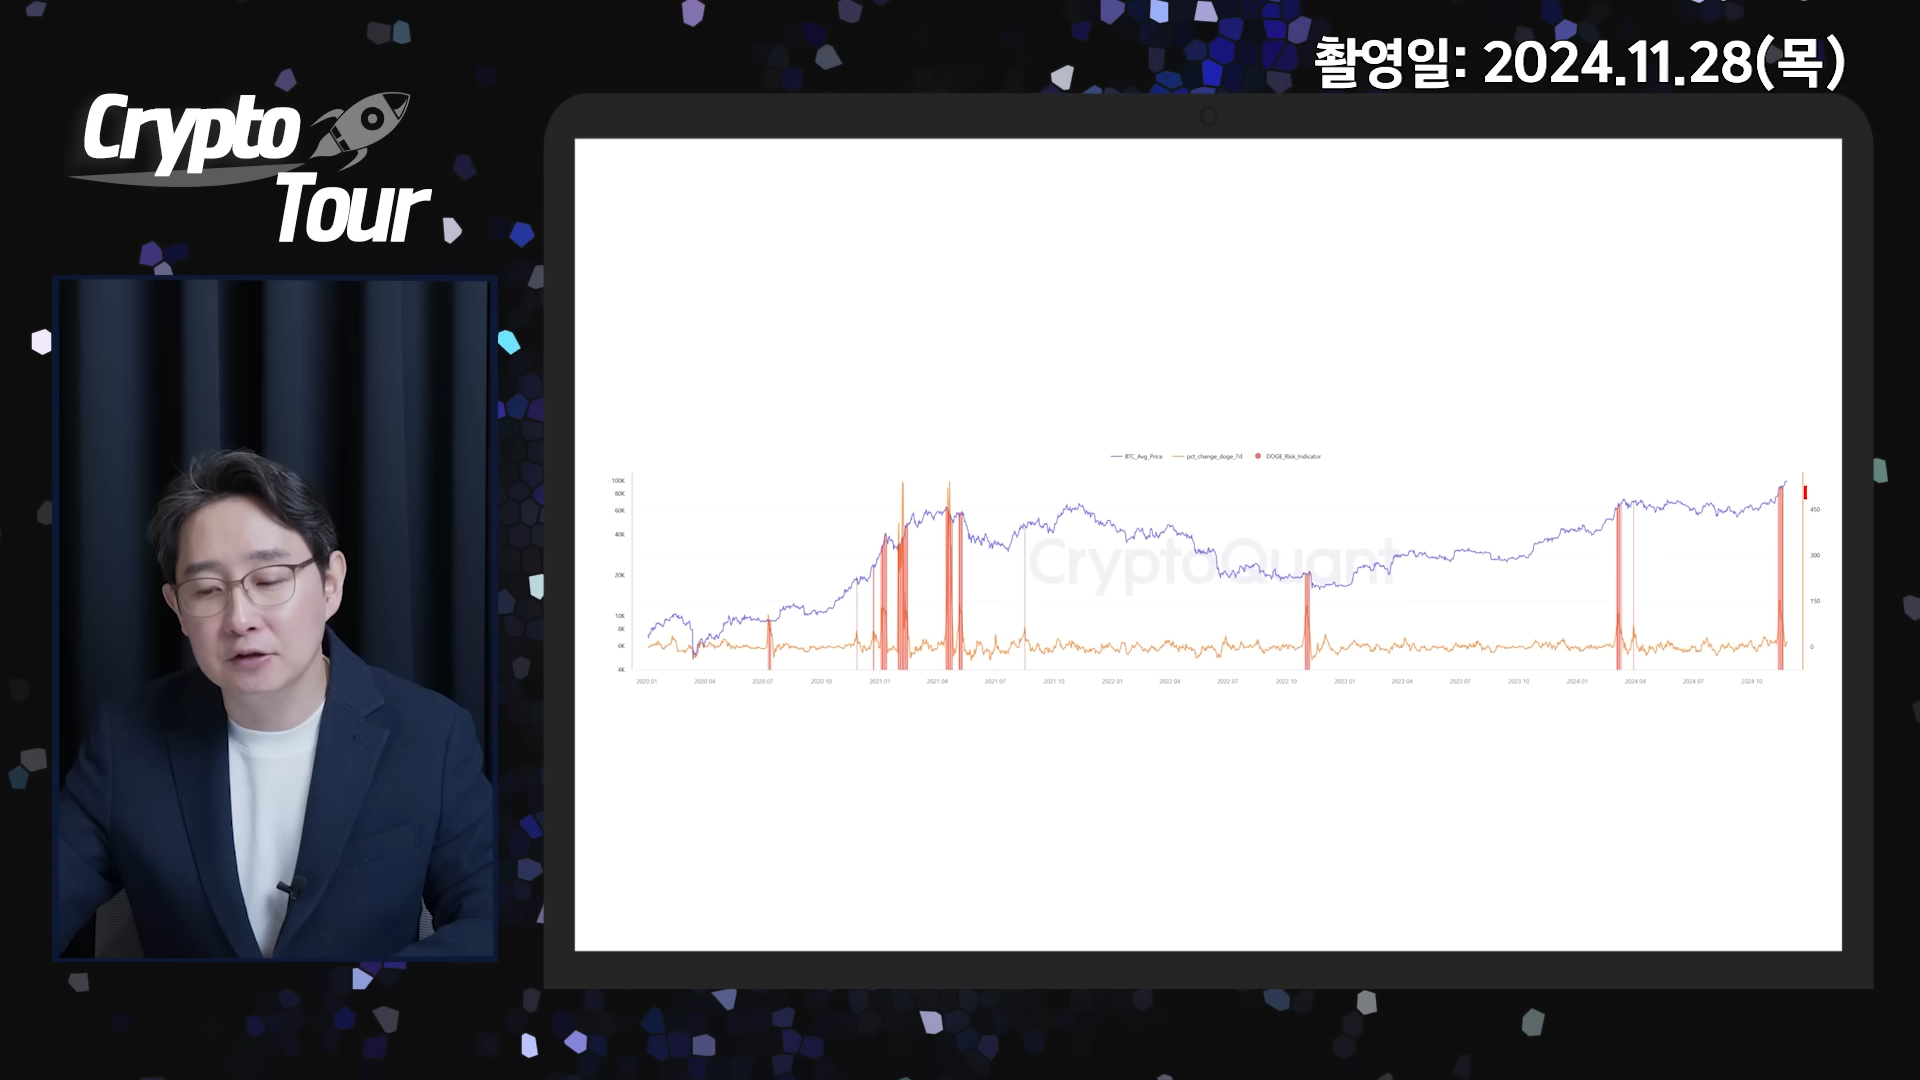 촬영일: 2024.11.28(목)
Crypto
Tour
BTC_Avg_Price pct_change_doge_7d DOGE_Risk_Indicator
100K
80K
60K
40K
20K
10K
8K
6K
4K
450
300
150
0
CryptoQuant
2020 01 2020 04 2020 07 2020 10 2021 01 2021 04 2021 07 2021 10 2022 01 2022 04 2022 07 2022 10 2023 01 2023 04 2023 07 2023 10 2024 01 2024 04 2024 07 2024 10